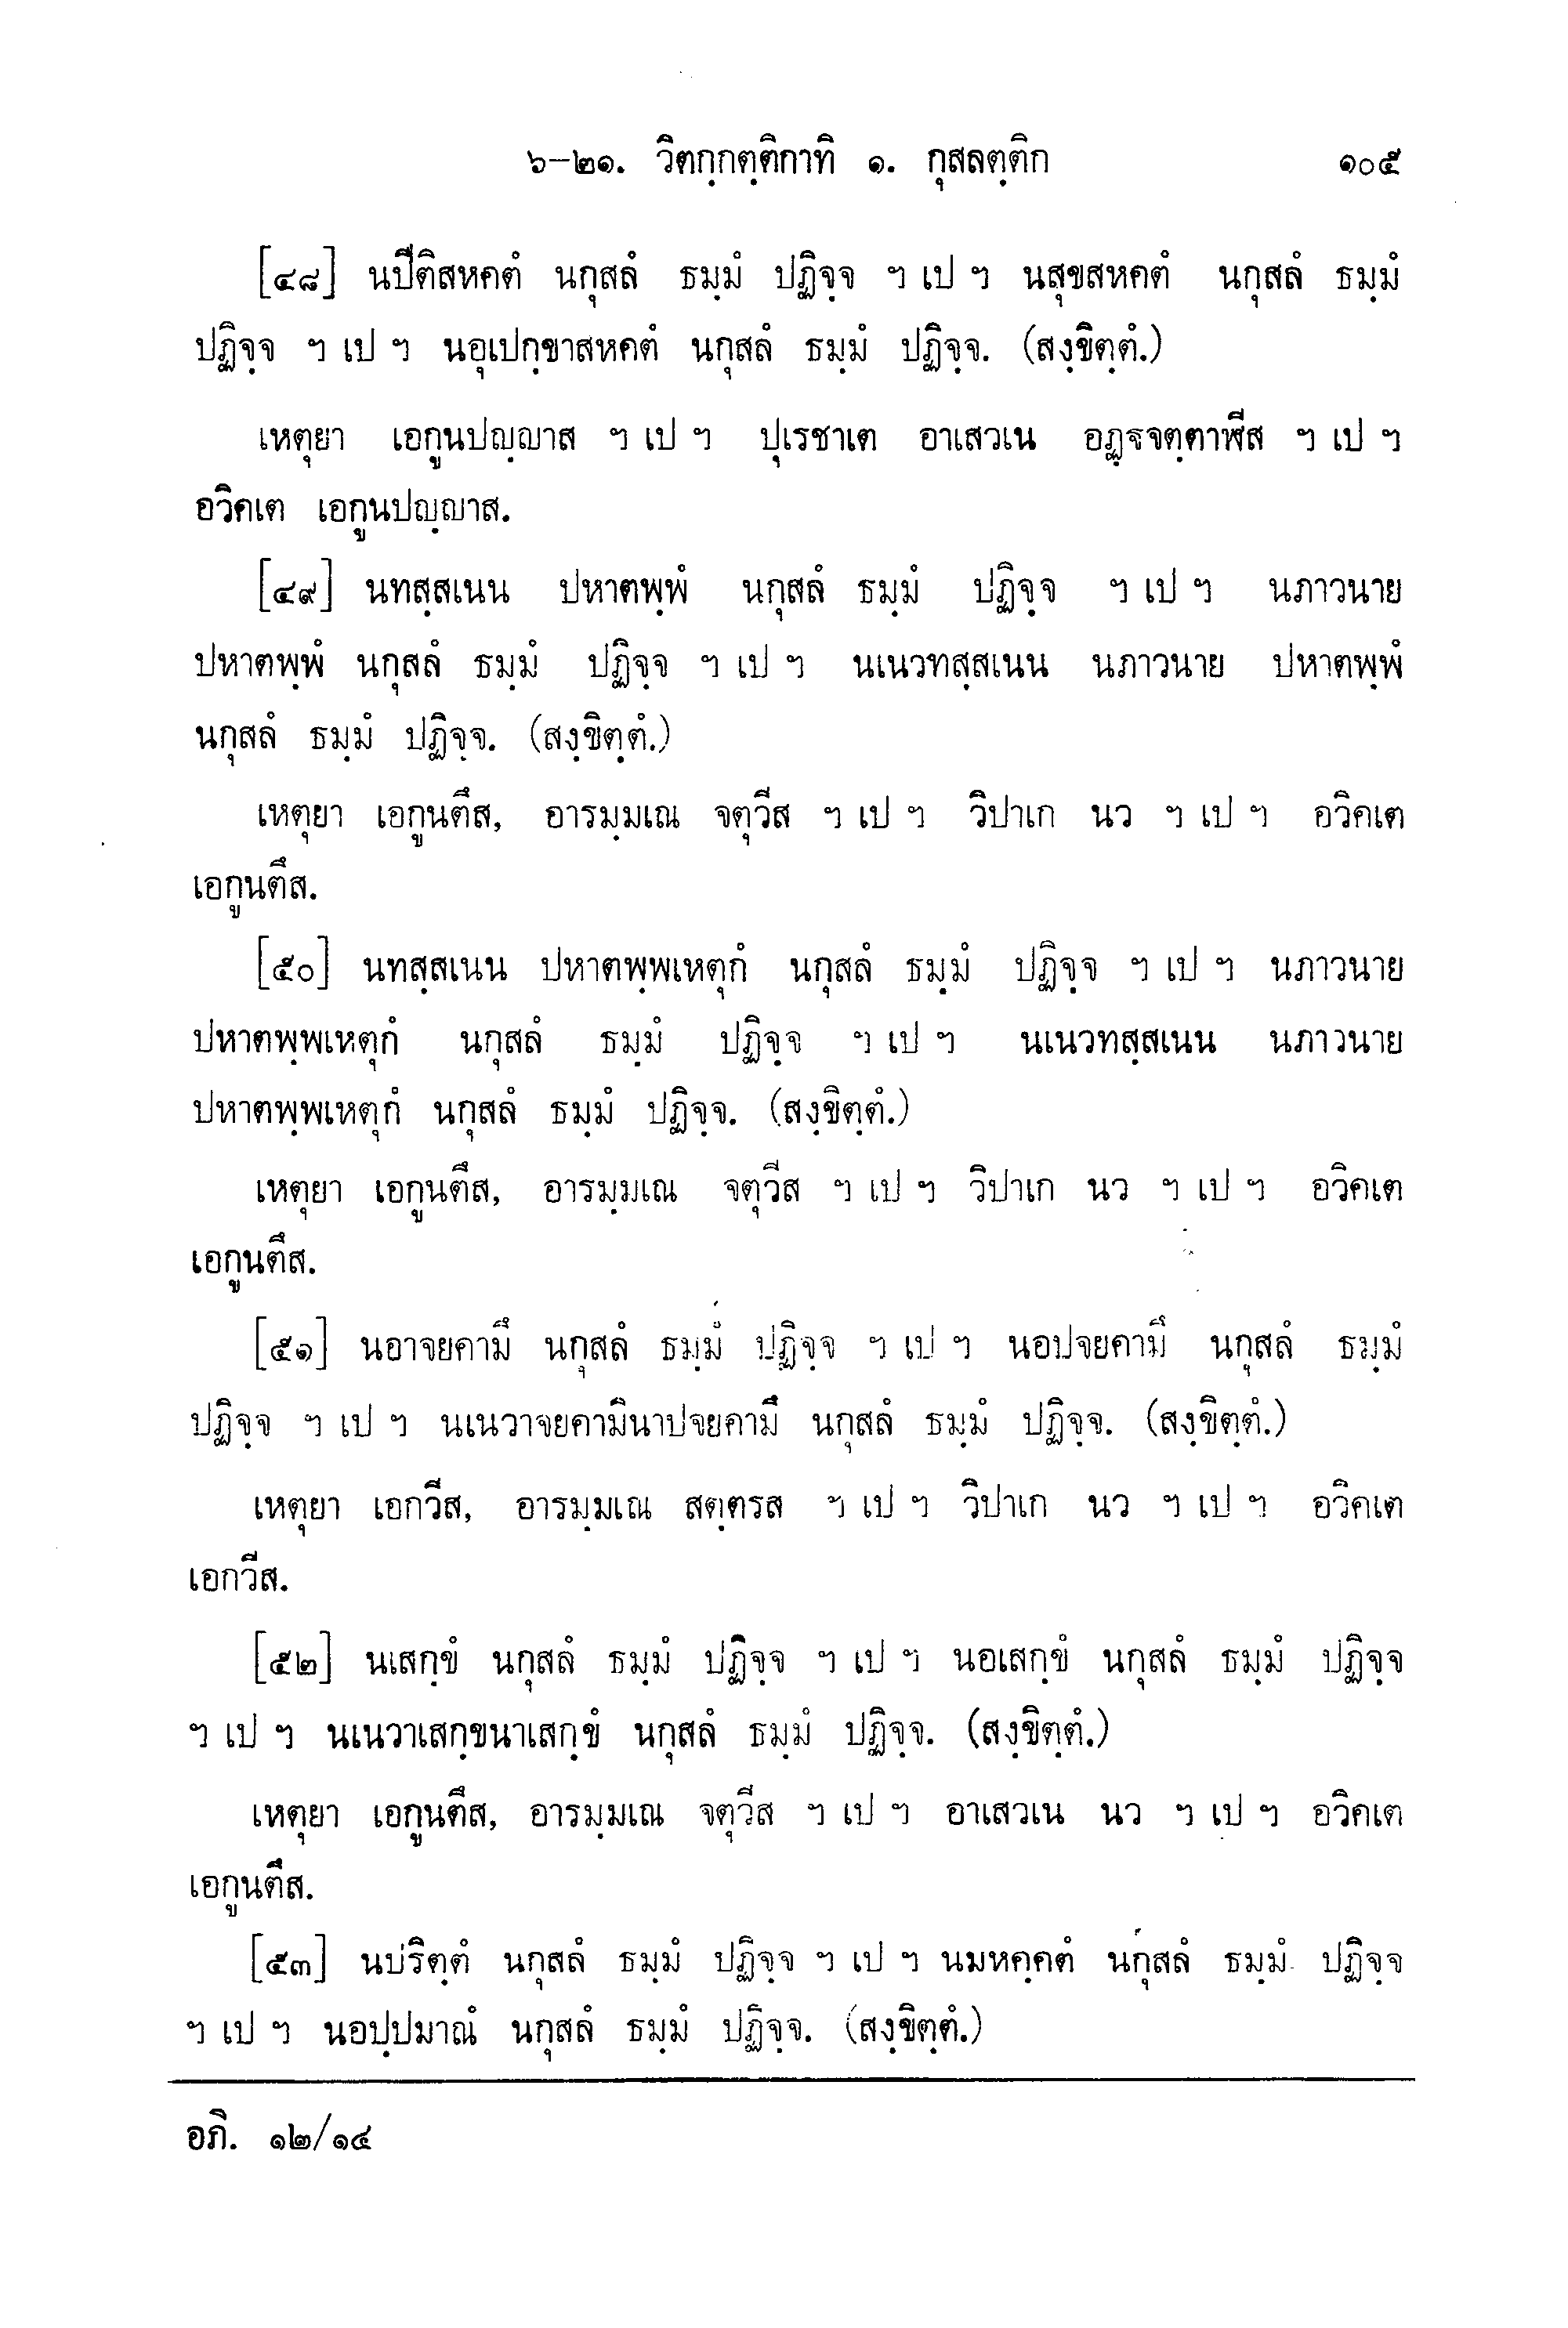 ๖–๒๑. วิตกฺกตฺติกาทิ ๑. กุสลตฺติก ๑๐๕
[๔๘] นปีติสหคตํ นกุสลํ ธมฺมํ ปฏิจฺจ ฯ เป ฯ นสุขสหคตํ นกุสลํ ธมฺมํ
ปฏิจฺจ ฯ เป ฯ นอุเปกฺขาสหคตํ นกุสลํ ธมฺมํ ปฏิจฺจ. (สงฺขิตฺตํ.)
เหตุยา เอกูนปญฺญาส ฯ เป ฯ ปุเรชาเต อาเสวเน อฏฺฐจตฺตาฬีส ฯ เป ฯ
อวิคเต เอกูนปญฺญาส.
[๔๙] นทสฺสเนน ปหาตพฺพํ นกุสลํ ธมฺมํ ปฏิจฺจ ฯ เป ฯ นภาวนาย
ปหาตพฺพํ นกุสลํ ธมฺมํ ปฏิจฺจ ฯ เป ฯ นเนวทสฺสเนน นภาวนาย ปหาตพฺพํ
นกุสลํ ธมฺมํ ปฏิจฺจ. (สงฺขิตฺตํ.)
เหตุยา เอกูนตึส, อารมฺมเณ จตุวีส ฯ เป ฯ วิปาเก นว ฯ เป ฯ อวิคเต
เอกูนตึส.
[๕๐] นทสฺสเนน ปหาตพฺพเหตุกํ นกุสลํ ธมฺมํ ปฏิจฺจ ฯ เป ฯ นภาวนาย
ปหาตพฺพเหตุกํ นกุสลํ ธมฺมํ ปฏิจฺจ ฯ เป ฯ นเนวทสฺสเนน นภาวนาย
ปหาตพฺพเหตุกํ นกุสลํ ธมฺมํ ปฏิจฺจ. (สงฺขิตฺตํ.)
เหตุยา เอกูนตึส, อารมฺมเณ จตุวีส ฯ เป ฯ วิปาเก นว ฯ เป ฯ อวิคเต
เอกูนตึส.
[๕๑] นอาจยคามึ นกุสลํ ธมฺมํ ปฏิจฺจ ฯ เป ฯ นอปจยคามึ นกุสลํ ธมฺมํ
ปฏิจฺจ ฯ เป ฯ นเนวาจยคามินาปจยคามึ นกุสลํ ธมฺมํ ปฏิจฺจ. (สงฺขิตฺตํ.)
เหตุยา เอกวีส, อารมฺมเณ สตฺตรส ฯ เป ฯ วิปาเก นว ฯ เป ฯ อวิคเต
เอกวีส.
[๕๒] นเสกฺขํ นกุสลํ ธมฺมํ ปฏิจฺจ ฯ เป ฯ นอเสกฺขํ นกุสลํ ธมฺมํ ปฏิจฺจ
ฯ เป ฯ นเนวาเสกฺขนาเสกฺขํ นกุสลํ ธมฺมํ ปฏิจฺจ. (สงฺขิตฺตํ.)
เหตุยา เอกูนตึส, อารมฺมเณ จตุวีส ฯ เป ฯ อาเสวเน นว ฯ เป ฯ อวิคเต
เอกูนตึส.
[๕๓] นปริตฺตํ นกุสลํ ธมฺมํ ปฏิจฺจ ฯ เป ฯ นมหคฺคตํ นกุสลํ ธมฺมํ ปฏิจฺจ
ฯ เป ฯ นอปฺปมาณํ นกุสลํ ธมฺมํ ปฏิจฺจ. (สงฺขิตฺตํ.)
อภิ. ๑๒/๑๔